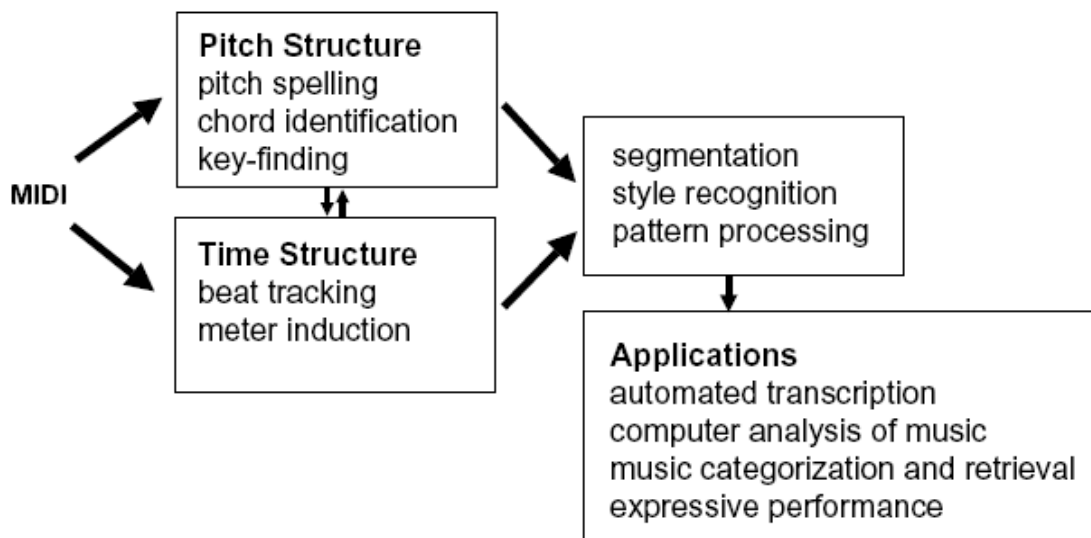 MIDI
Pitch Structure
pitch spelling
chord identification
key-finding
Time Structure
beat tracking
meter induction
segmentation
style recognition
pattern processing
Applications
automated transcription
computer analysis of music
music categorization and retrieval
expressive performance